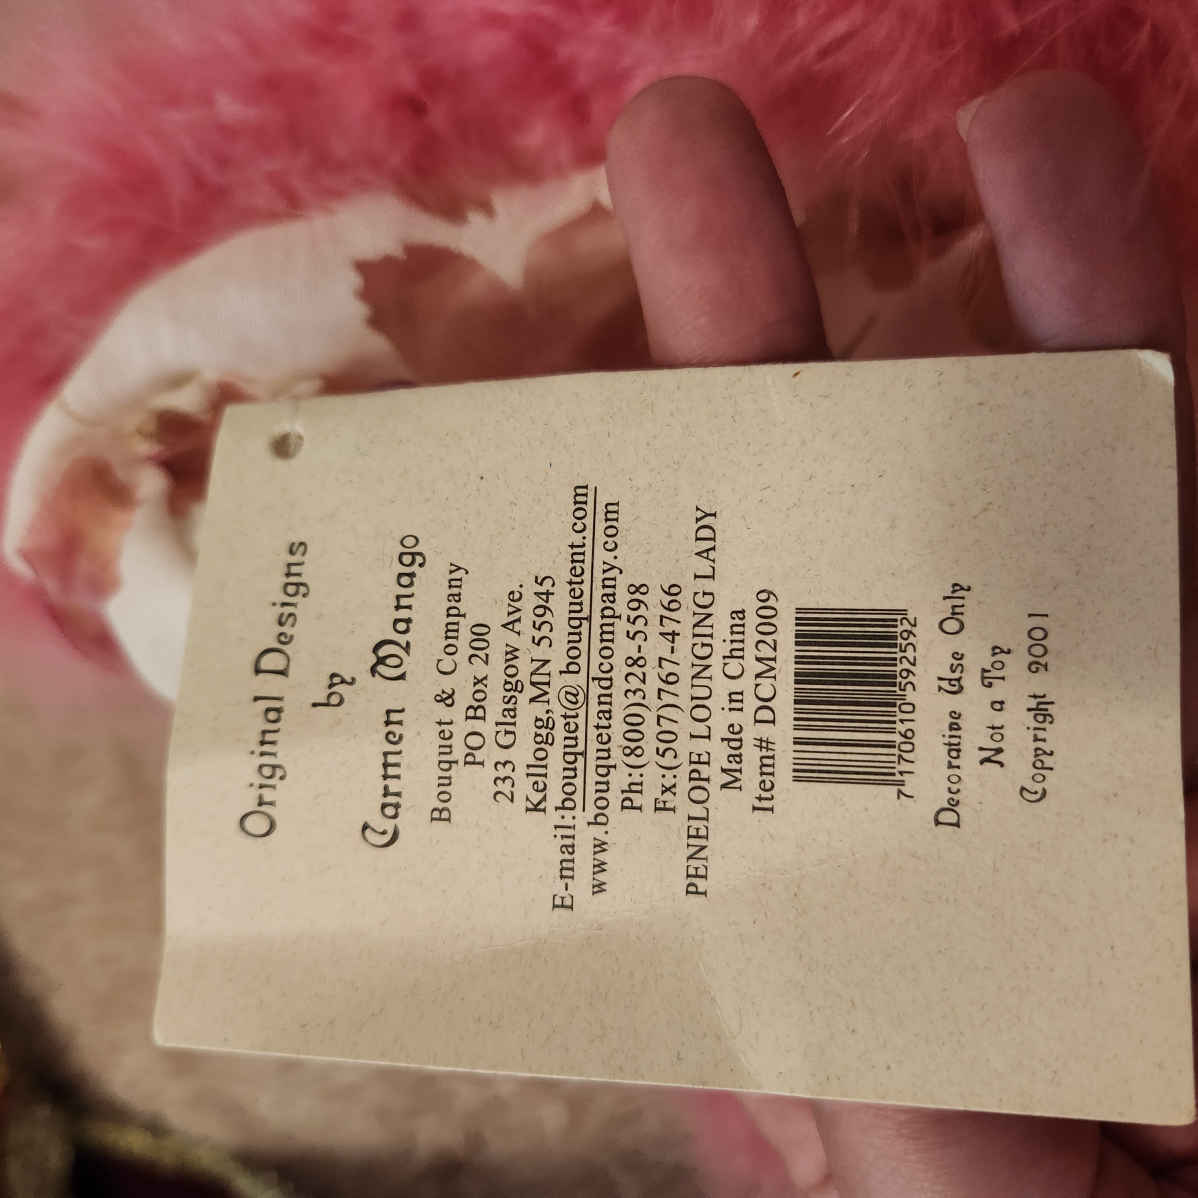 Original Designs
by
Carmen Manago
Bouquet & Company
PO Box 200
233 Glasgow Ave.
Kellogg, MN 55945
E-mail:bouquet@ bouquetent.com
www.bouquetandcompany.com
Ph:(800)328-5598
Fx:(507)767-4766
PENELOPE LOUNGING LADY
Made in China
Item# DCM2009
7 170610 592592
Decorative Use Only
Not a Toy
Copyright 2001